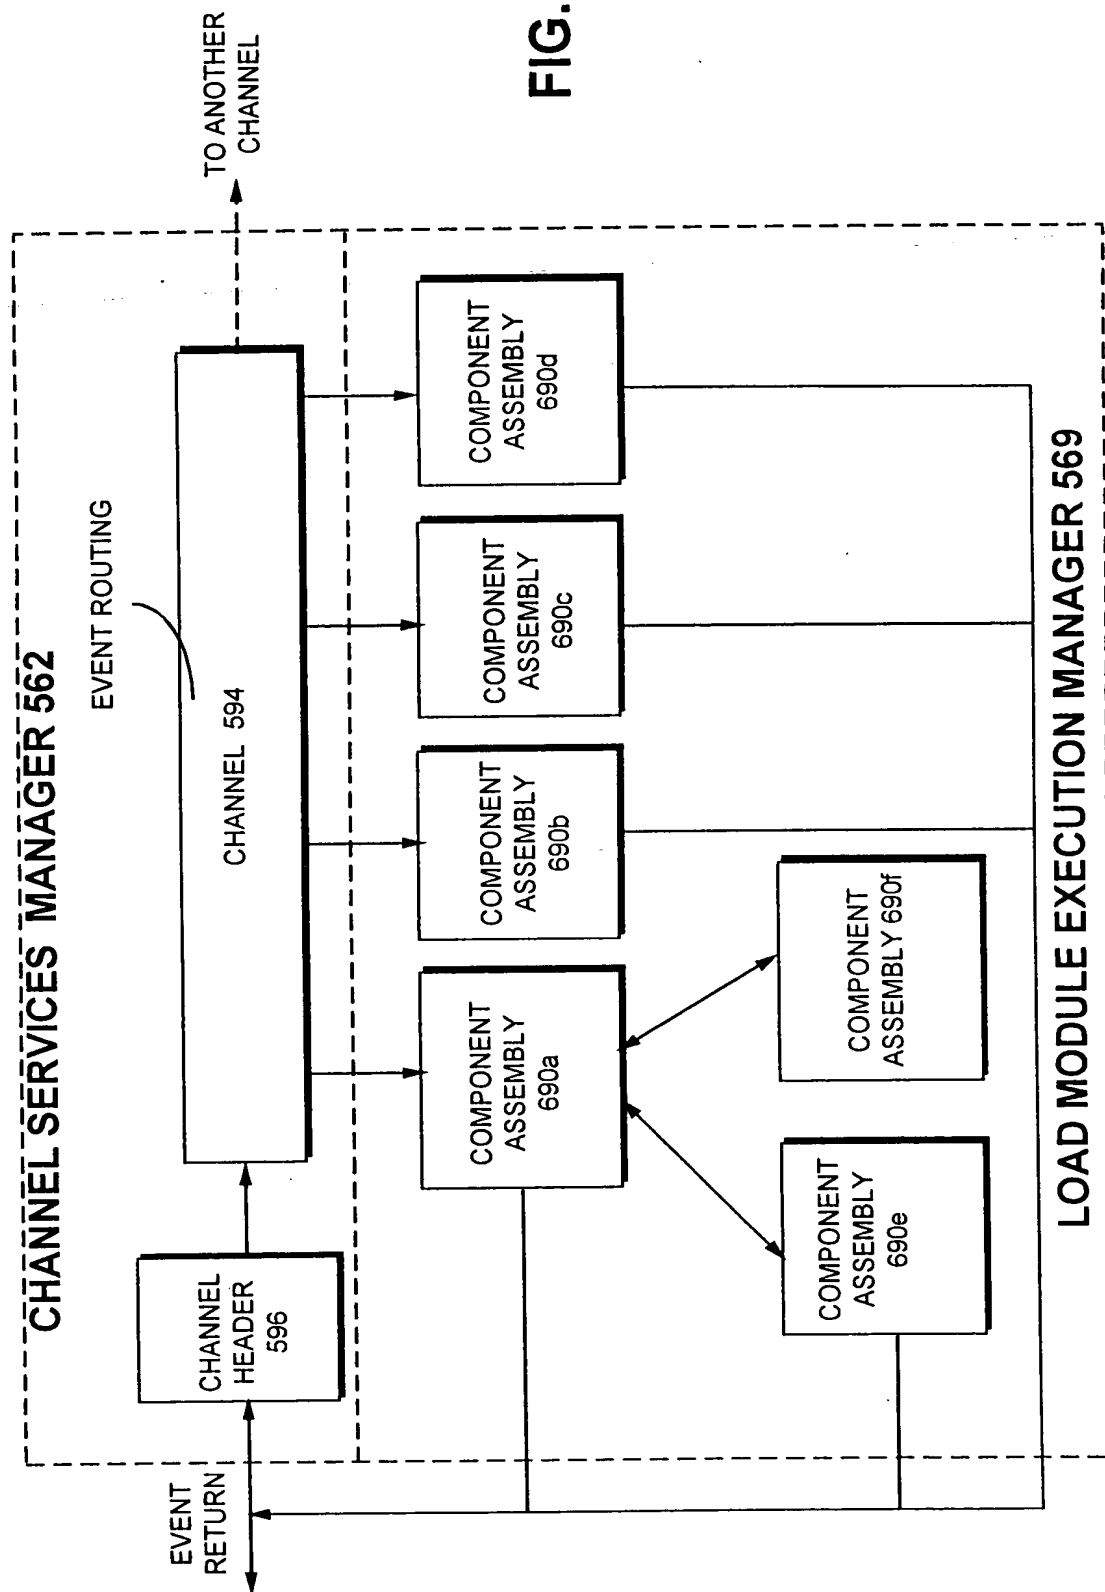 FIG.
CHANNEL SERVICES MANAGER 562
EVENT ROUTING
TO ANOTHER
CHANNEL
EVENT
RETURN
CHANNEL
HEADER
596
CHANNEL 594
COMPONENT
ASSEMBLY
690a
COMPONENT
ASSEMBLY
690b
COMPONENT
ASSEMBLY
690c
COMPONENT
ASSEMBLY
690d
COMPONENT
ASSEMBLY
690e
COMPONENT
ASSEMBLY 690f
LOAD MODULE EXECUTION MANAGER 569